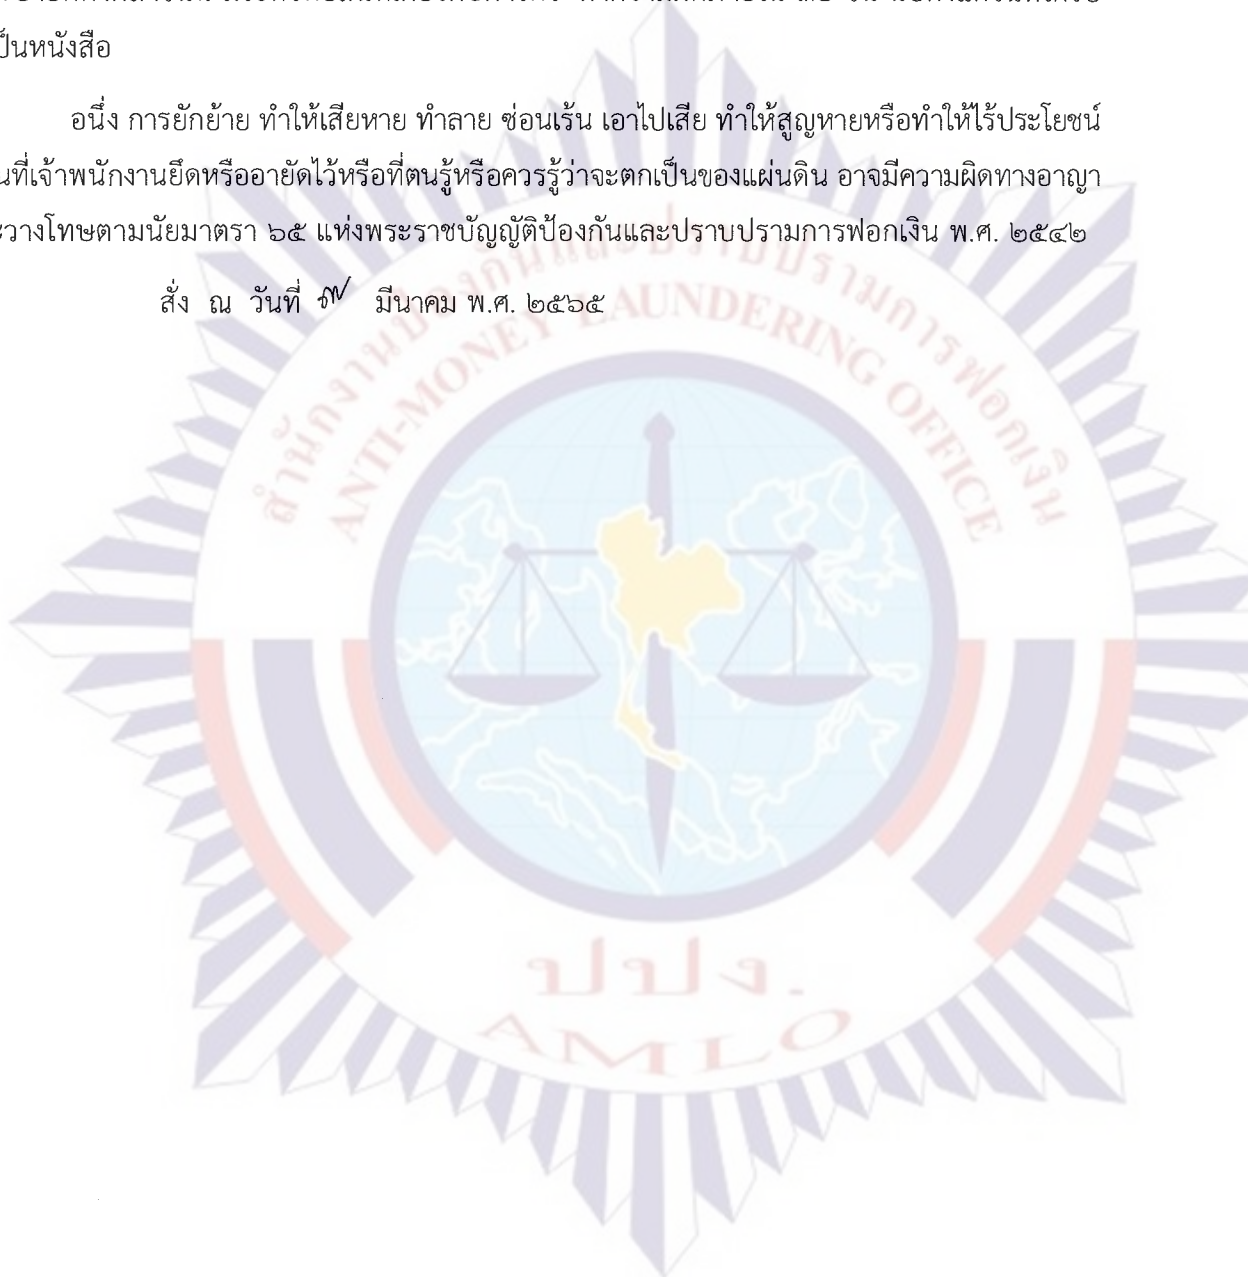 ป็นหนังสือ
อนึ่ง การยักย้าย ทำให้เสียหาย ทำลาย ซ่อนเร้น เอาไปเสีย ทำให้สูญหายหรือทำให้ไร้ประโยชน์
นที่เจ้าพนักงานยึดหรืออายัดไว้หรือที่ตนรู้หรือควรรู้ว่าจะตกเป็นของแผ่นดิน อาจมีความผิดทางอาญา
ะวางโทษตามนัยมาตรา ๖๕ แห่งพระราชบัญญัติป้องกันและปราบปรามการฟอกเงิน พ.ศ. ๒๕๔๒
สั่ง ณ วันที่ มีนาคม พ.ศ. ๒๕๖๕
สำนักงานป้องกันและปราบปรามการฟอกเงิน
ANTI-MONEY LAUNDERING OFFICE
ปปง.
AMLO